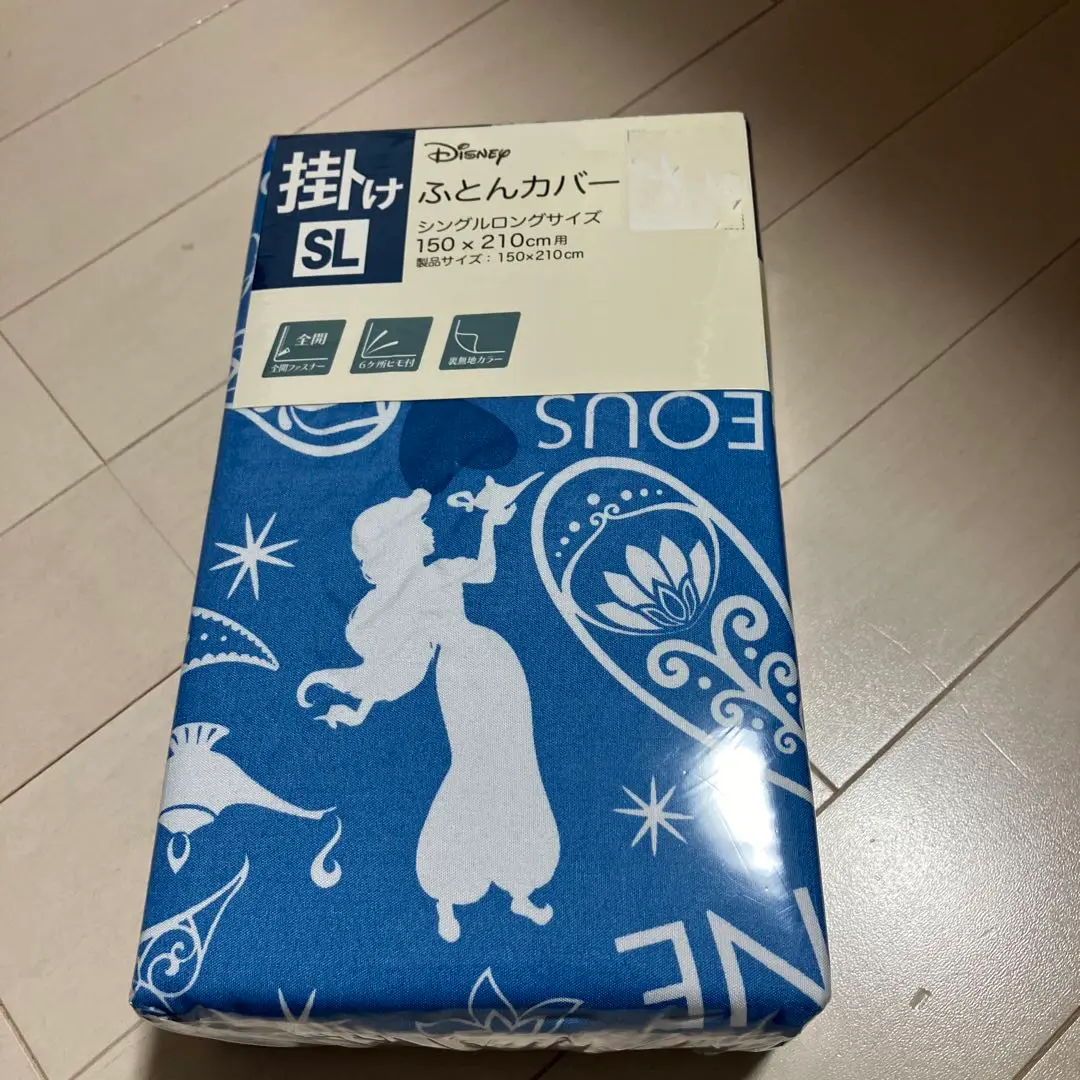 掛け
SL
Disney
ふとんカバー
シングルロングサイズ
150×210cm用
製品サイズ：150×210cm
全開
全開ファスナー
6ケ所ヒモ付
裏無地カラー
EOUS
NE